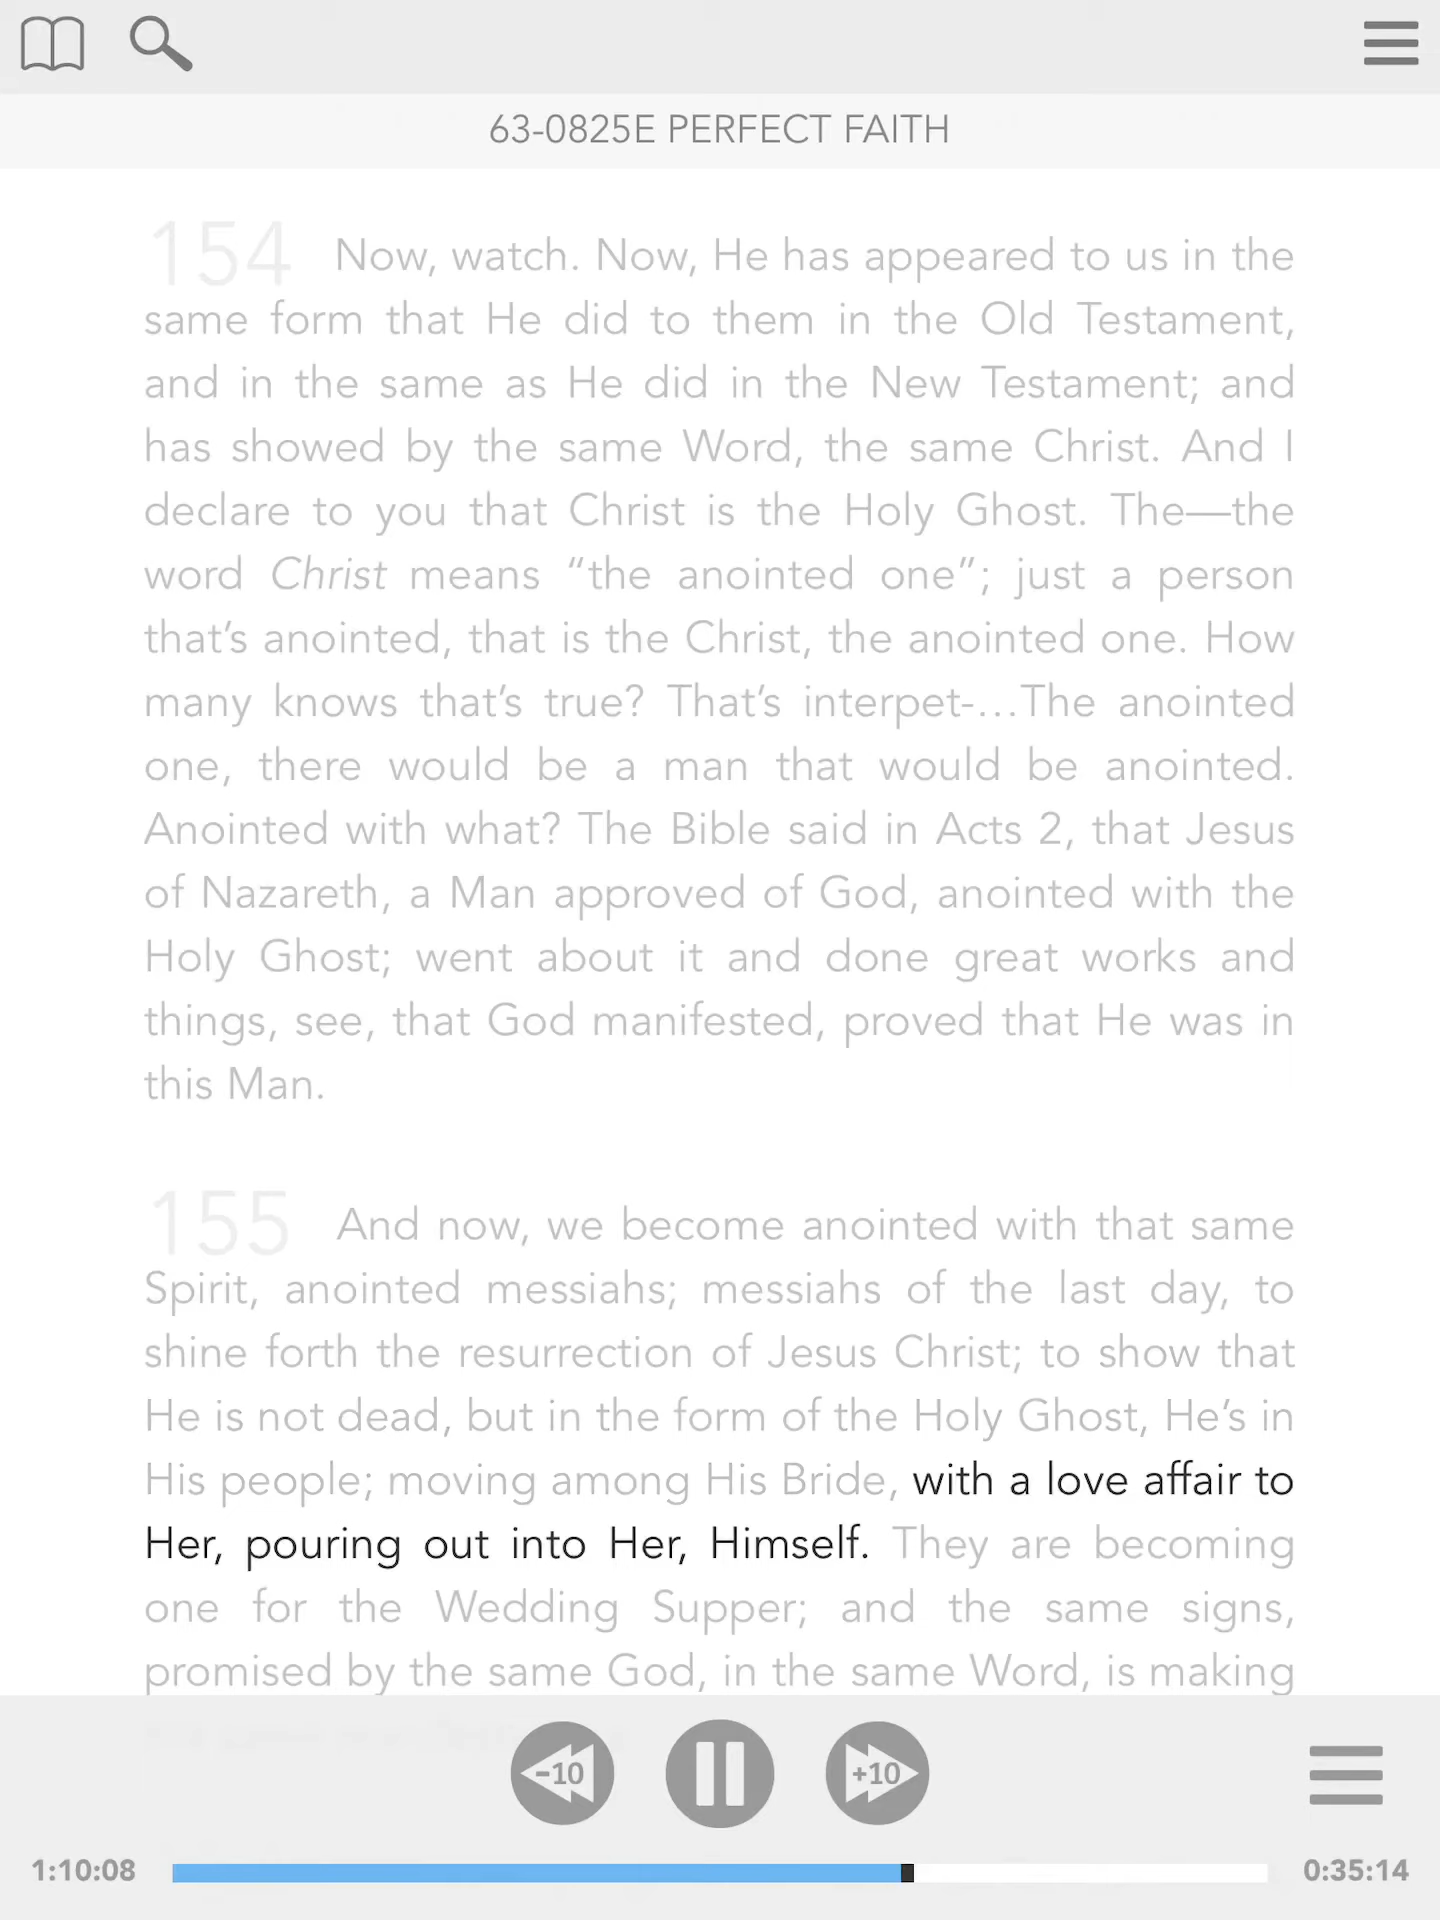 63-0825E PERFECT FAITH
154 Now, watch. Now, He has appeared to us in the
same form that He did to them in the Old Testament,
and in the same as He did in the New Testament; and
has showed by the same Word, the same Christ. And I
declare to you that Christ is the Holy Ghost. The—the
word Christ means “the anointed one”; just a person
that’s anointed, that is the Christ, the anointed one. How
many knows that’s true? That’s interpet-…The anointed
one, there would be a man that would be anointed.
Anointed with what? The Bible said in Acts 2, that Jesus
of Nazareth, a Man approved of God, anointed with the
Holy Ghost; went about it and done great works and
things, see, that God manifested, proved that He was in
this Man.
155 And now, we become anointed with that same
Spirit, anointed messiahs; messiahs of the last day, to
shine forth the resurrection of Jesus Christ; to show that
He is not dead, but in the form of the Holy Ghost, He’s in
His people; moving among His Bride, with a love affair to
Her, pouring out into Her, Himself. They are becoming
one for the Wedding Supper; and the same signs,
promised by the same God, in the same Word, is making
-10 +10
1:10:08 0:35:14